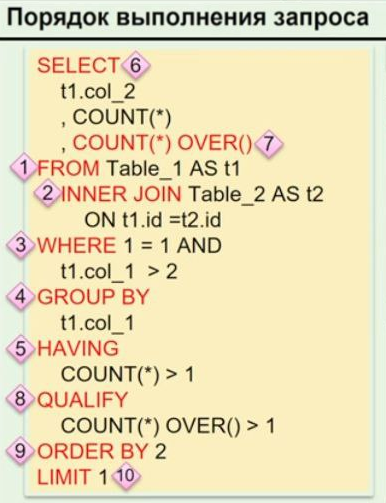 Порядок выполнения запроса
SELECT 6
t1.col_2
, COUNT(*)
, COUNT(*) OVER() 7
1 FROM Table_1 AS t1
2 INNER JOIN Table_2 AS t2
ON t1.id =t2.id
3 WHERE 1 = 1 AND
t1.col_1 > 2
4 GROUP BY
t1.col_1
5 HAVING
COUNT(*) > 1
8 QUALIFY
COUNT(*) OVER() > 1
9 ORDER BY 2
LIMIT 1 10